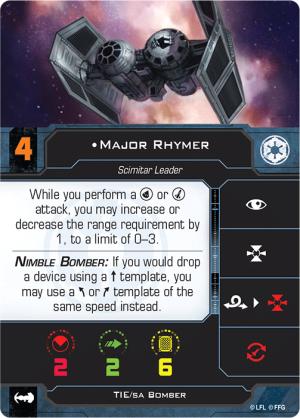 4
•Major Rhymer
Scimitar Leader
While you perform a or
attack, you may increase or
decrease the range requirement by
1, to a limit of 0–3.
Nimble Bomber: If you would drop
a device using a ↑ template, you
may use a ↰ or ↱ template of the
same speed instead.
2 2 6
TIE/sa Bomber
©LFL ©FFG